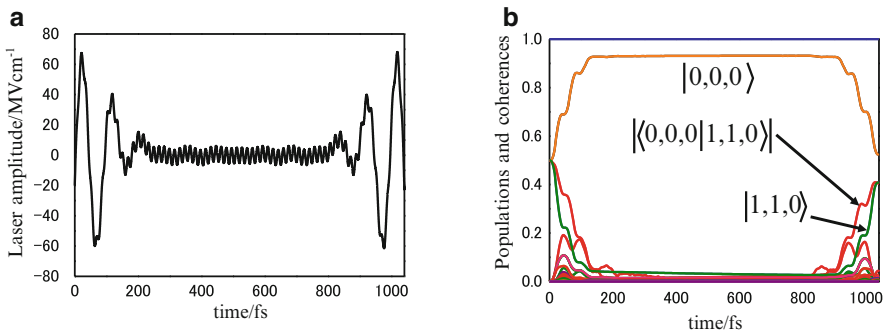 a
Laser amplitude/MVcm⁻¹
80
60
40
20
0
−20
−40
−60
−80
0 200 400 600 800 1000
time/fs
b
Populations and coherences
1.0
0.8
0.6
0.4
0.2
0.0
|0,0,0⟩
|⟨0,0,0|1,1,0⟩|
|1,1,0⟩
0 200 400 600 800 1000
time/fs